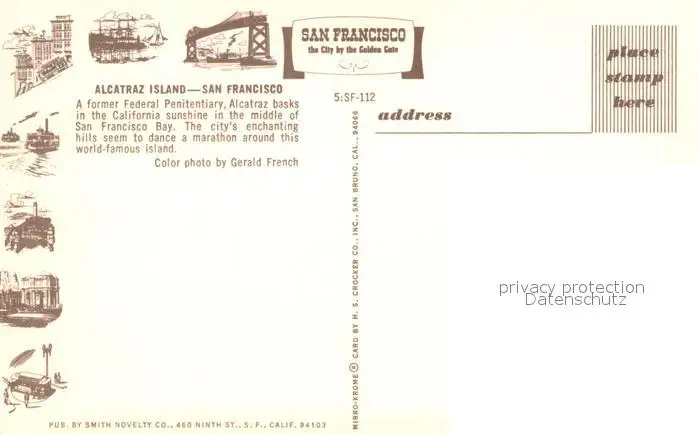 SAN FRANCISCO
the City by the Golden Gate
ALCATRAZ ISLAND—SAN FRANCISCO
A former Federal Penitentiary, Alcatraz basks
in the California sunshine in the middle of
San Francisco Bay. The city's enchanting
hills seem to dance a marathon around this
world-famous island.
Color photo by Gerald French
5:SF-112
address
place
stamp
here
MIRRO-KROME® CARD BY H. S. CROCKER CO., INC., SAN BRUNO, CAL., 94066
privacy protection
Datenschutz
PUB. BY SMITH NOVELTY CO., 460 NINTH ST., S. F., CALIF. 94103